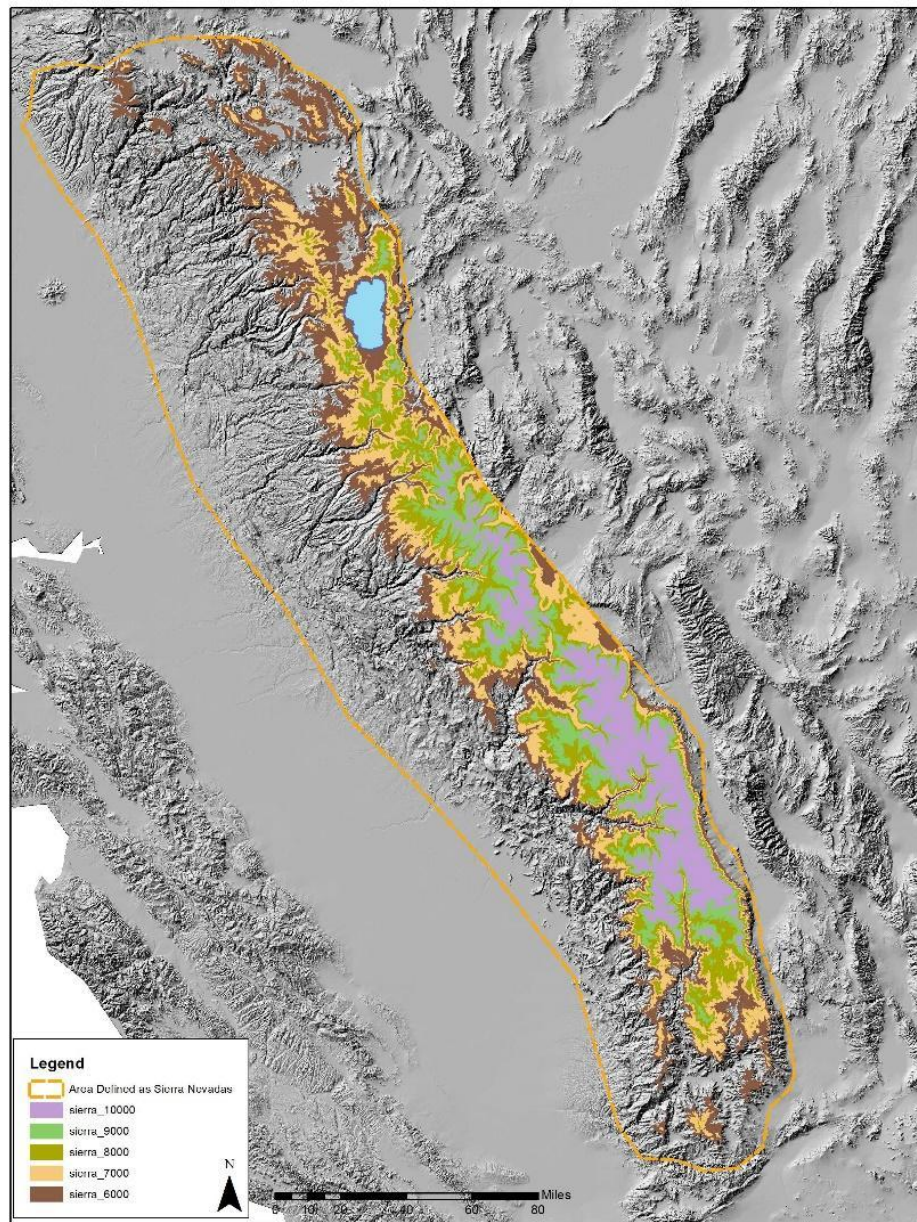 Legend
Area Defined as Sierra Nevadas
sierra_10000
sierra_9000
sierra_8000
sierra_7000
sierra_6000
N
Miles
0 10 20 40 60 80